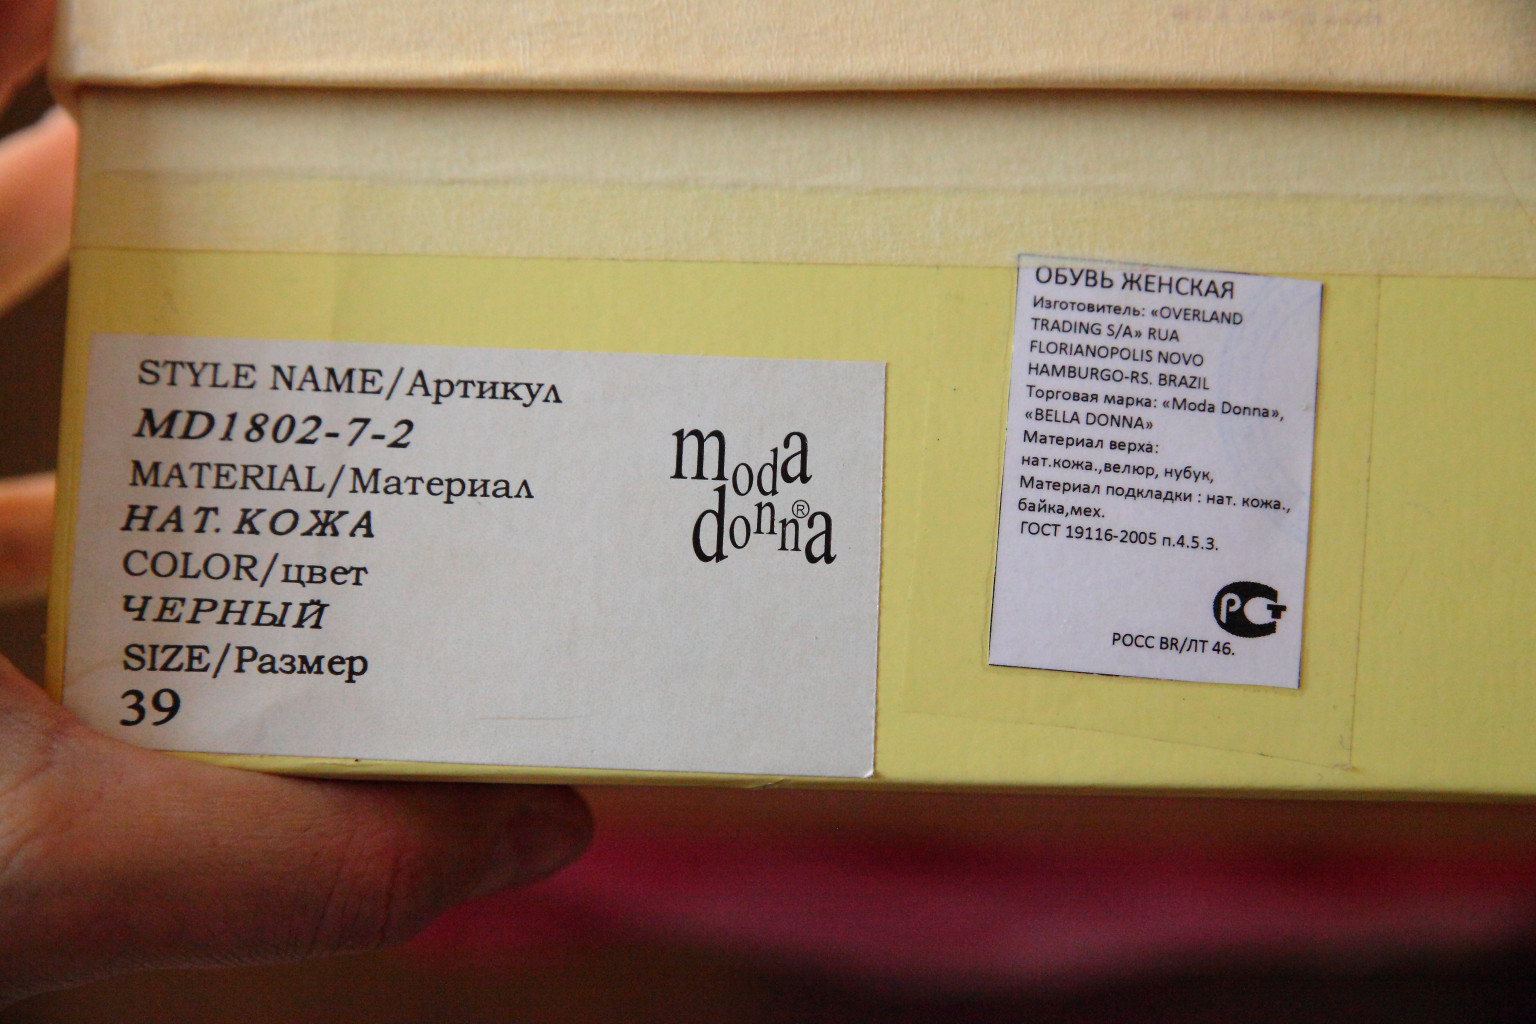 STYLE NAME/Артикул
MD1802-7-2
MATERIAL/Материал
НАТ. КОЖА
COLOR/цвет
ЧЕРНЫЙ
SIZE/Размер
39
moda
donna®
ОБУВЬ ЖЕНСКАЯ
Изготовитель: «OVERLAND
TRADING S/A» RUA
FLORIANOPOLIS NOVO
HAMBURGO-RS. BRAZIL
Торговая марка: «Moda Donna»,
«BELLA DONNA»
Материал верха:
нат.кожа.,велюр, нубук,
Материал подкладки : нат. кожа.,
байка,мех.
ГОСТ 19116-2005 п.4.5.3.
РСТ
РОСС BR/ЛТ 46.